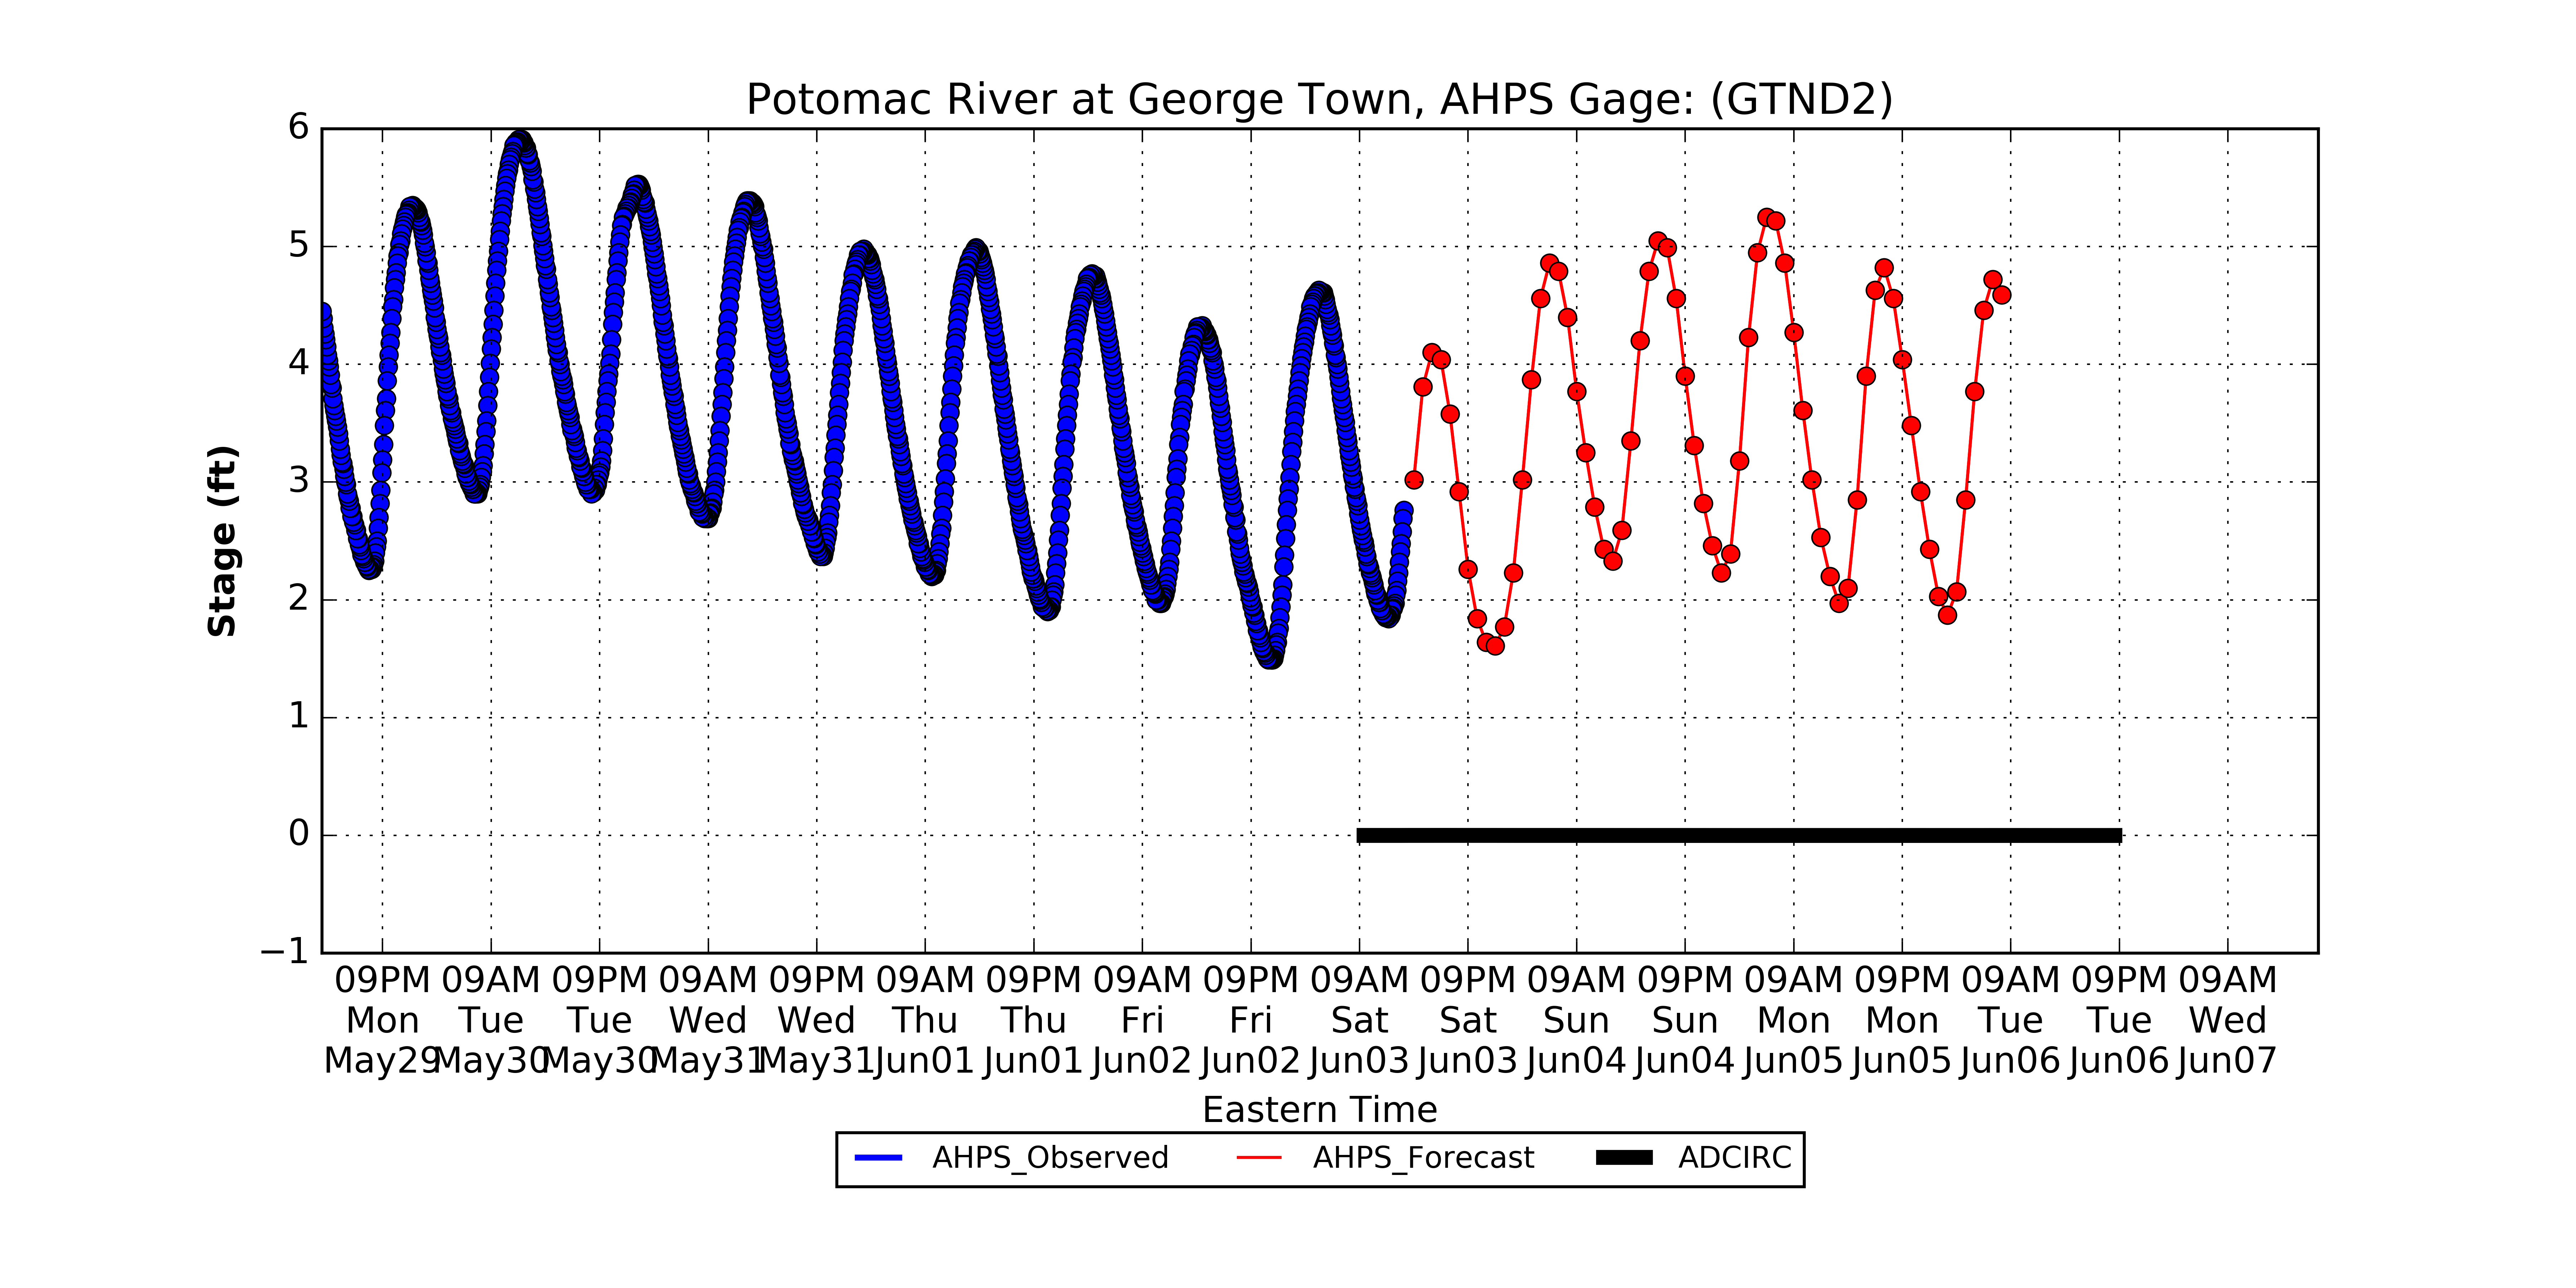 Potomac River at George Town, AHPS Gage: (GTND2)
6
5
4
3
2
1
0
−1
Stage (ft)
09PM 09AM 09PM 09AM 09PM 09AM 09PM 09AM 09PM 09AM 09PM 09AM 09PM 09AM 09PM 09AM 09PM 09AM
Mon Tue Tue Wed Wed Thu Thu Fri Fri Sat Sat Sun Sun Mon Mon Tue Tue Wed
May29 May30 May30 May31 May31 Jun01 Jun01 Jun02 Jun02 Jun03 Jun03 Jun04 Jun04 Jun05 Jun05 Jun06 Jun06 Jun07
Eastern Time
AHPS_Observed AHPS_Forecast ADCIRC